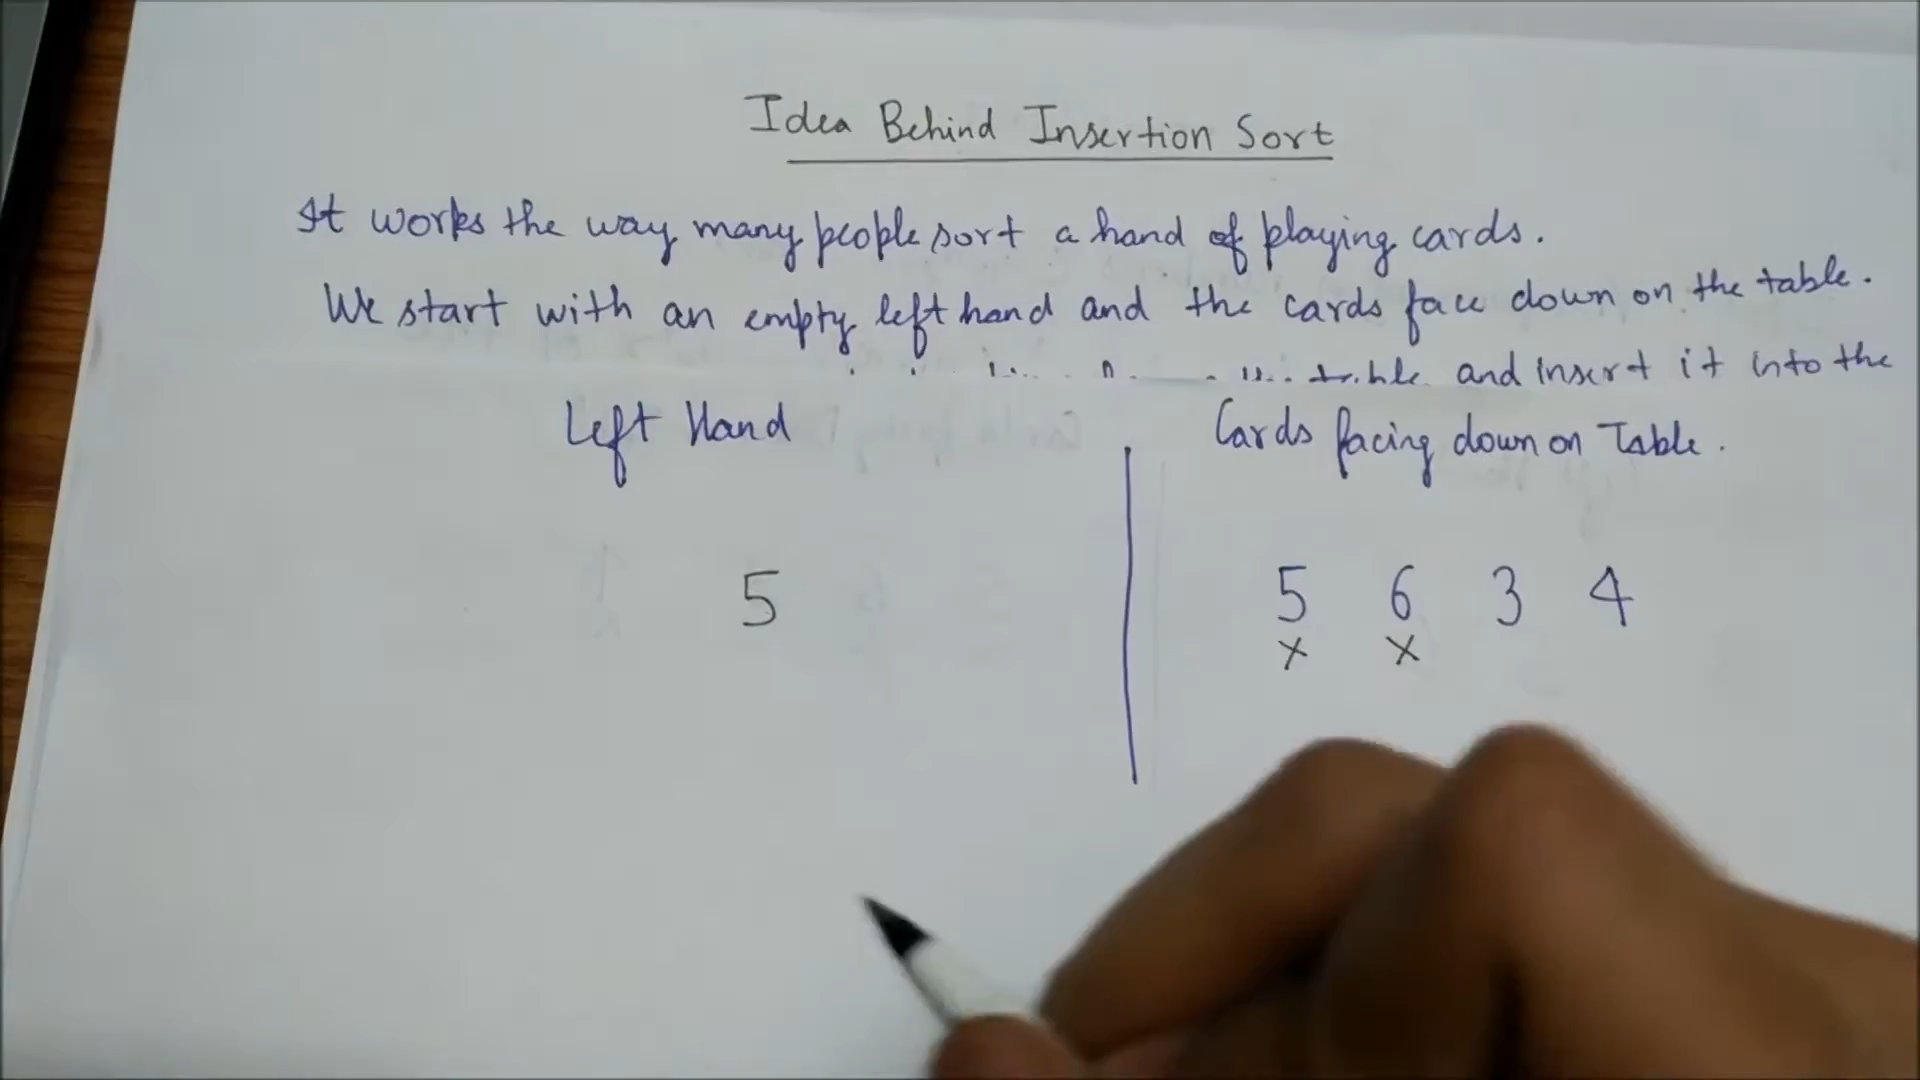 Idea Behind Insertion Sort
It works the way many people sort a hand of playing cards.
We start with an empty left hand and the cards face down on the table.
table and insert it into the
Left Hand
Cards facing down on Table.
5
5 6 3 4
x x